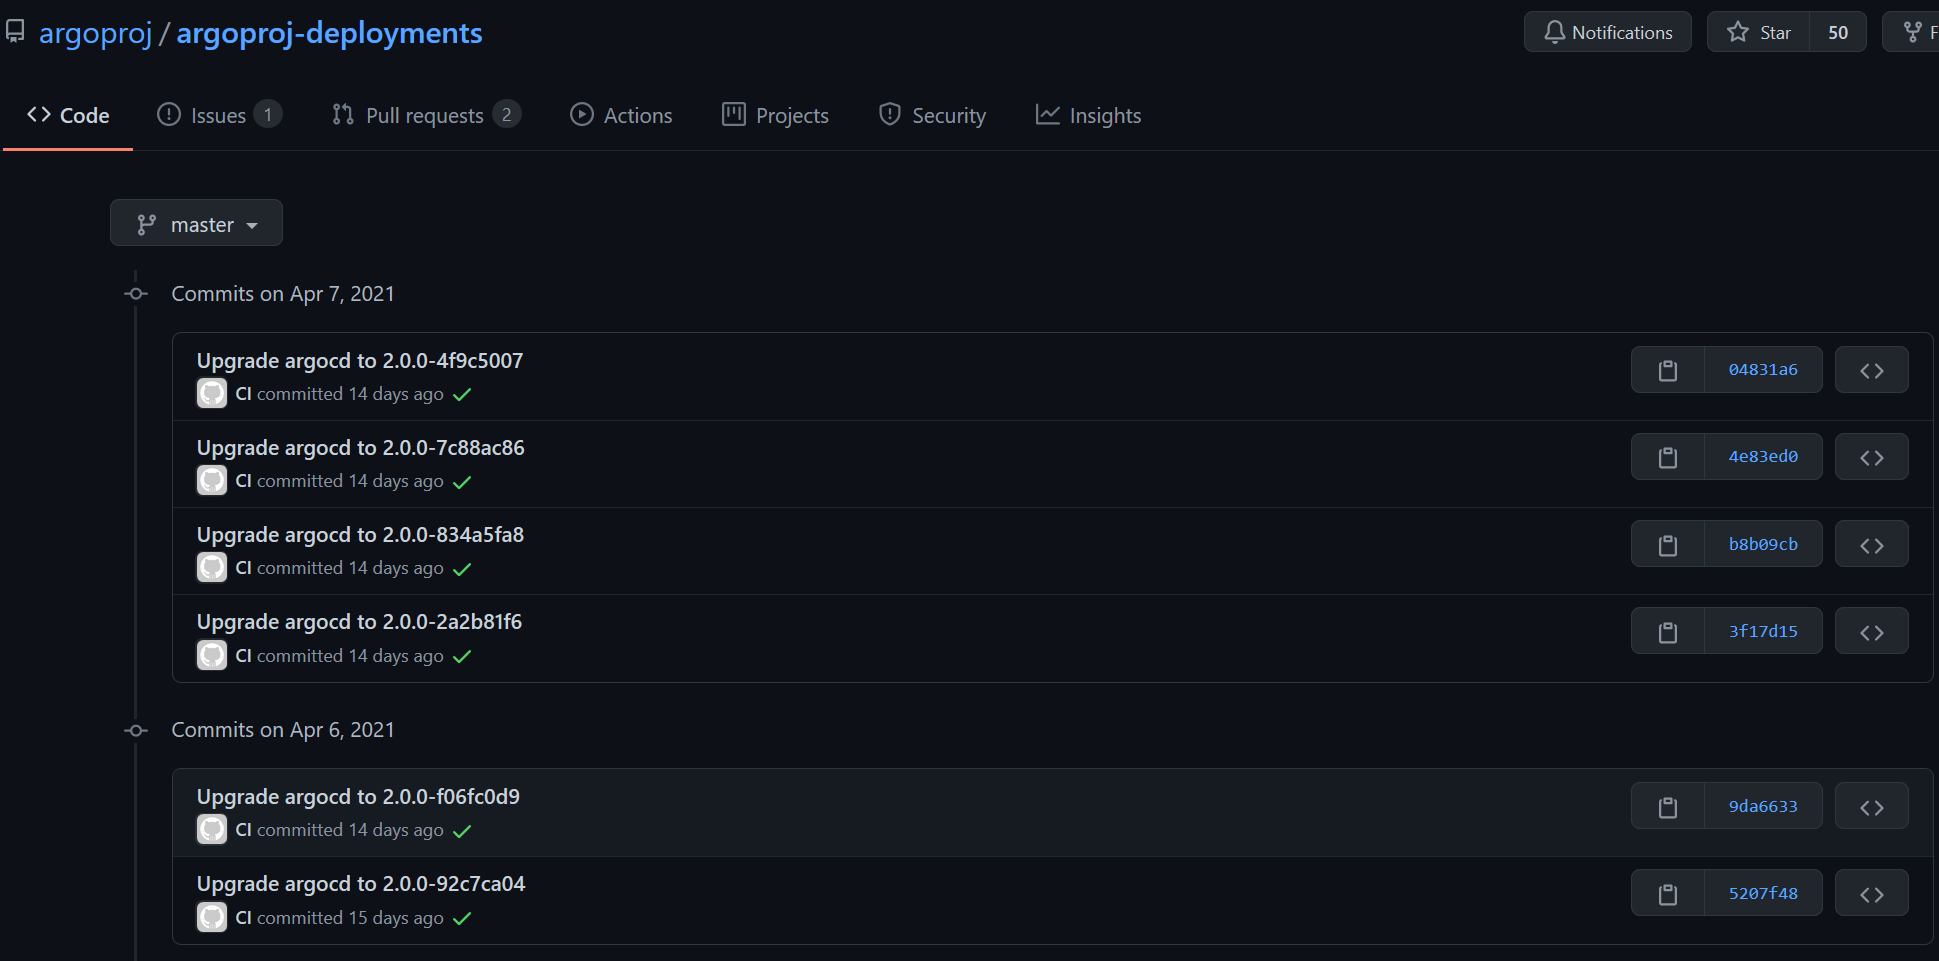 argoproj / argoproj-deployments
Notifications
Star 50
F
Code
Issues 1
Pull requests 2
Actions
Projects
Security
Insights
master
Commits on Apr 7, 2021
Upgrade argocd to 2.0.0-4f9c5007
CI committed 14 days ago
04831a6
Upgrade argocd to 2.0.0-7c88ac86
CI committed 14 days ago
4e83ed0
Upgrade argocd to 2.0.0-834a5fa8
CI committed 14 days ago
b8b09cb
Upgrade argocd to 2.0.0-2a2b81f6
CI committed 14 days ago
3f17d15
Commits on Apr 6, 2021
Upgrade argocd to 2.0.0-f06fc0d9
CI committed 14 days ago
9da6633
Upgrade argocd to 2.0.0-92c7ca04
CI committed 15 days ago
5207f48